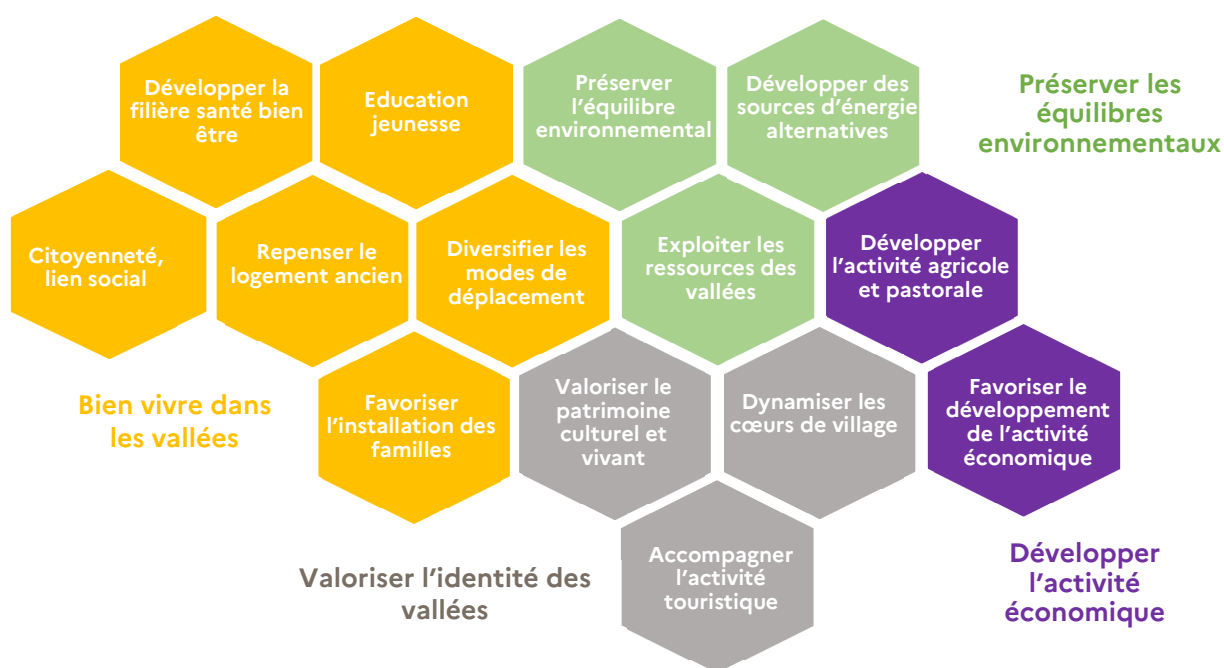 Développer la
filière santé bien
être
Education
jeunesse
Préserver
l'équilibre
environnemental
Développer des
sources d'énergie
alternatives
Préserver les
équilibres
environnementaux
Citoyenneté,
lien social
Repenser le
logement ancien
Diversifier les
modes de
déplacement
Exploiter les
ressources des
vallées
Développer
l'activité agricole
et pastorale
Bien vivre dans
les vallées
Favoriser
l'installation des
familles
Valoriser le
patrimoine
culturel et
vivant
Dynamiser les
cœurs de village
Favoriser le
développement
de l'activité
économique
Valoriser l'identité des
vallées
Accompagner
l'activité
touristique
Développer
l'activité
économique